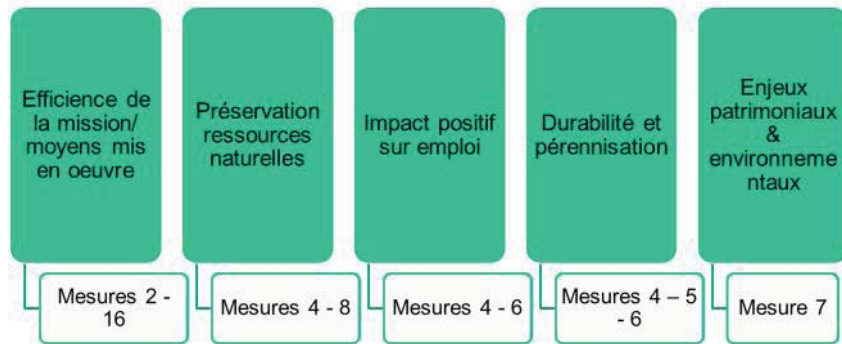 Efficience de
la mission/
moyens mis
en oeuvre
Mesures 2 -
16
Préservation
ressources
naturelles
Mesures 4 - 8
Impact positif
sur emploi
Mesures 4 - 6
Durabilité et
pérennisation
Mesures 4 – 5
- 6
Enjeux
patrimoniaux
&
environneme
ntaux
Mesure 7